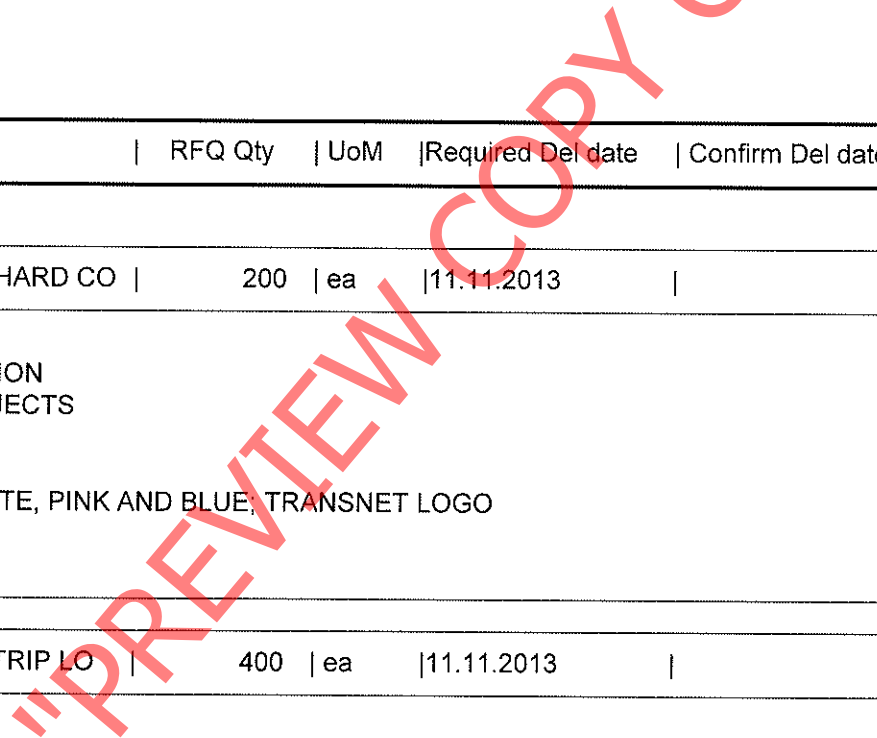 | RFQ Qty | UoM |Required Del date | Confirm Del date
HARD CO | 200 | ea |11.11.2013 |
ION
JECTS
TE, PINK AND BLUE; TRANSNET LOGO
TRIP LO | 400 | ea |11.11.2013 |
"PREVIEW COPY